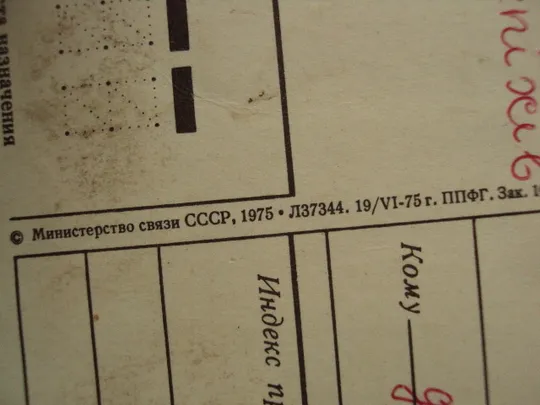 © Министерство связи СССР, 1975 • Л37344. 19/VI-75 г. ППФГ. Зак.
назначения
Кому
Индекс